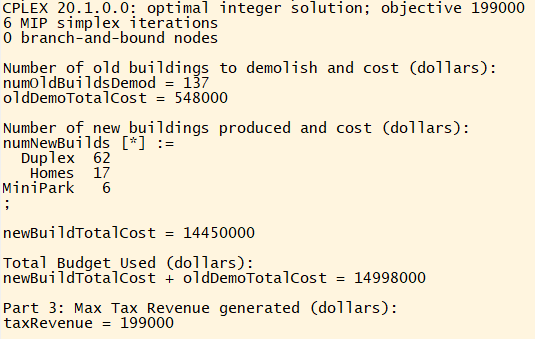 CPLEX 20.1.0.0: optimal integer solution; objective 199000
6 MIP simplex iterations
0 branch-and-bound nodes
Number of old buildings to demolish and cost (dollars):
numOldBuildsDemod = 137
oldDemoTotalCost = 548000
Number of new buildings produced and cost (dollars):
numNewBuilds [*] :=
Duplex 62
Homes 17
MiniPark 6
;
newBuildTotalCost = 14450000
Total Budget Used (dollars):
newBuildTotalCost + oldDemoTotalCost = 14998000
Part 3: Max Tax Revenue generated (dollars):
taxRevenue = 199000